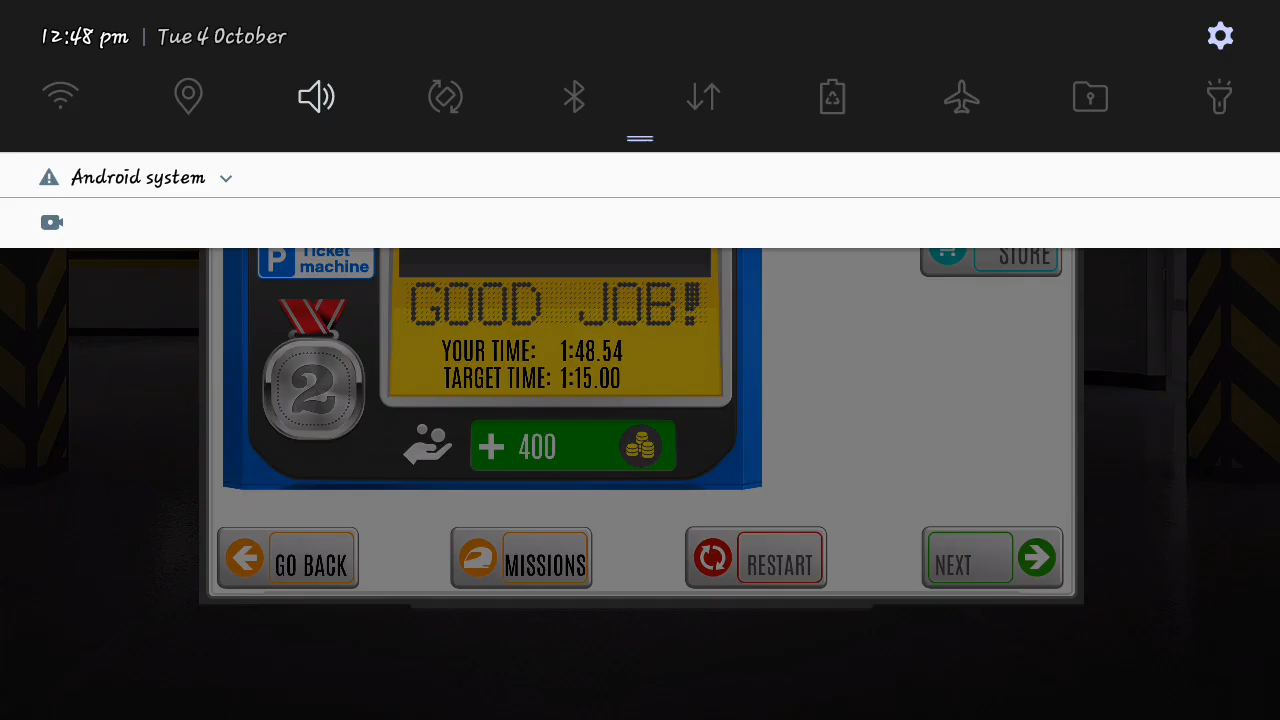 12:48 pm | Tue 4 October
Android system
Ticket
P machine
STORE
GOOD JOB!
YOUR TIME: 1:48.54
TARGET TIME: 1:15.00
2
+ 400
GO BACK
MISSIONS
RESTART
NEXT